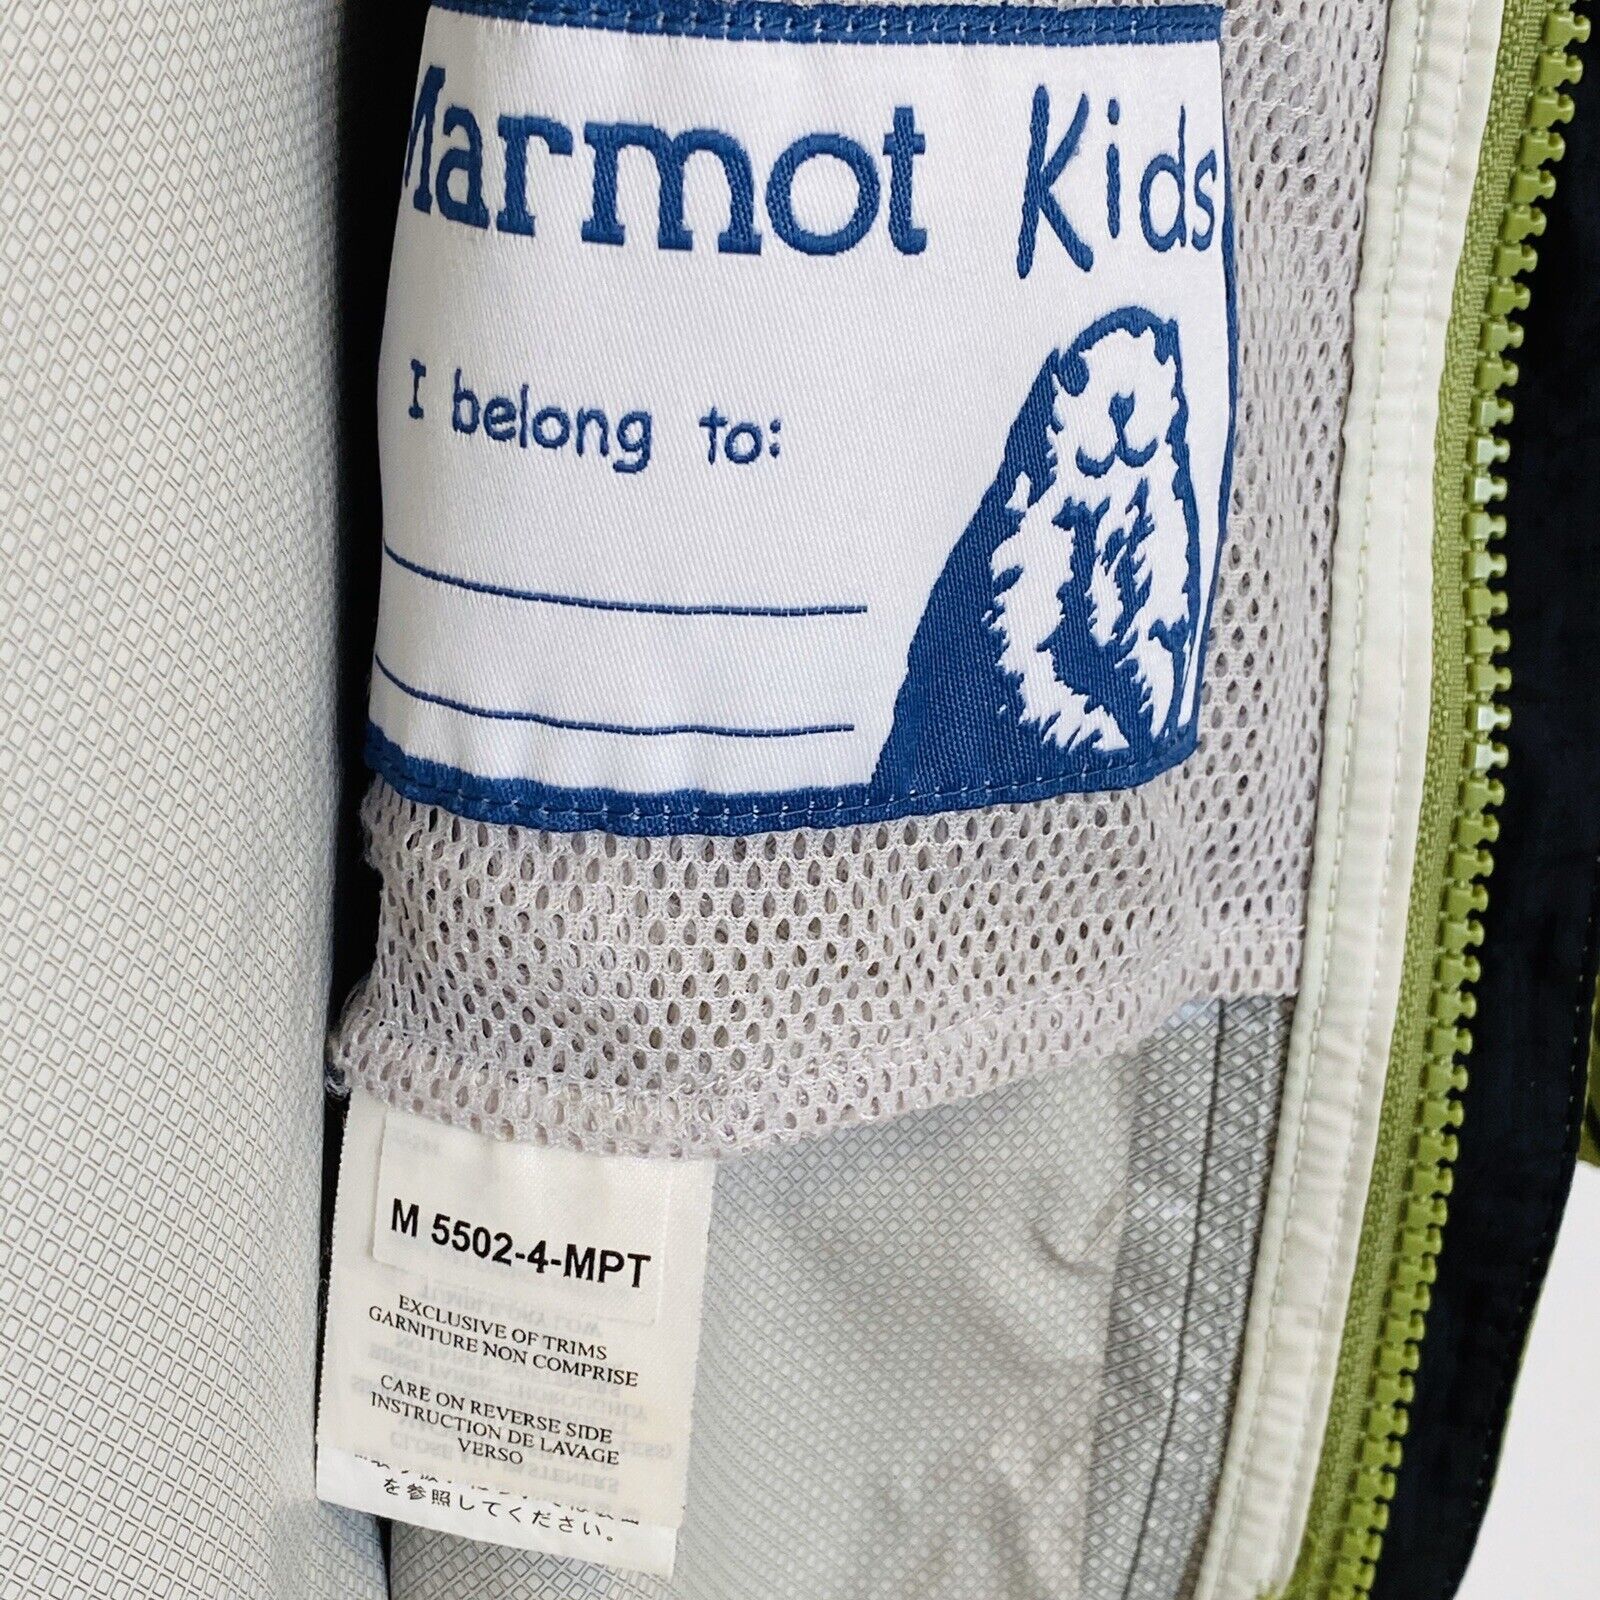 Marmot Kids
I belong to:
M 5502-4-MPT
EXCLUSIVE OF TRIMS
GARNITURE NON COMPRISE
CARE ON REVERSE SIDE
INSTRUCTION DE LAVAGE
VERSO
を参照してください。